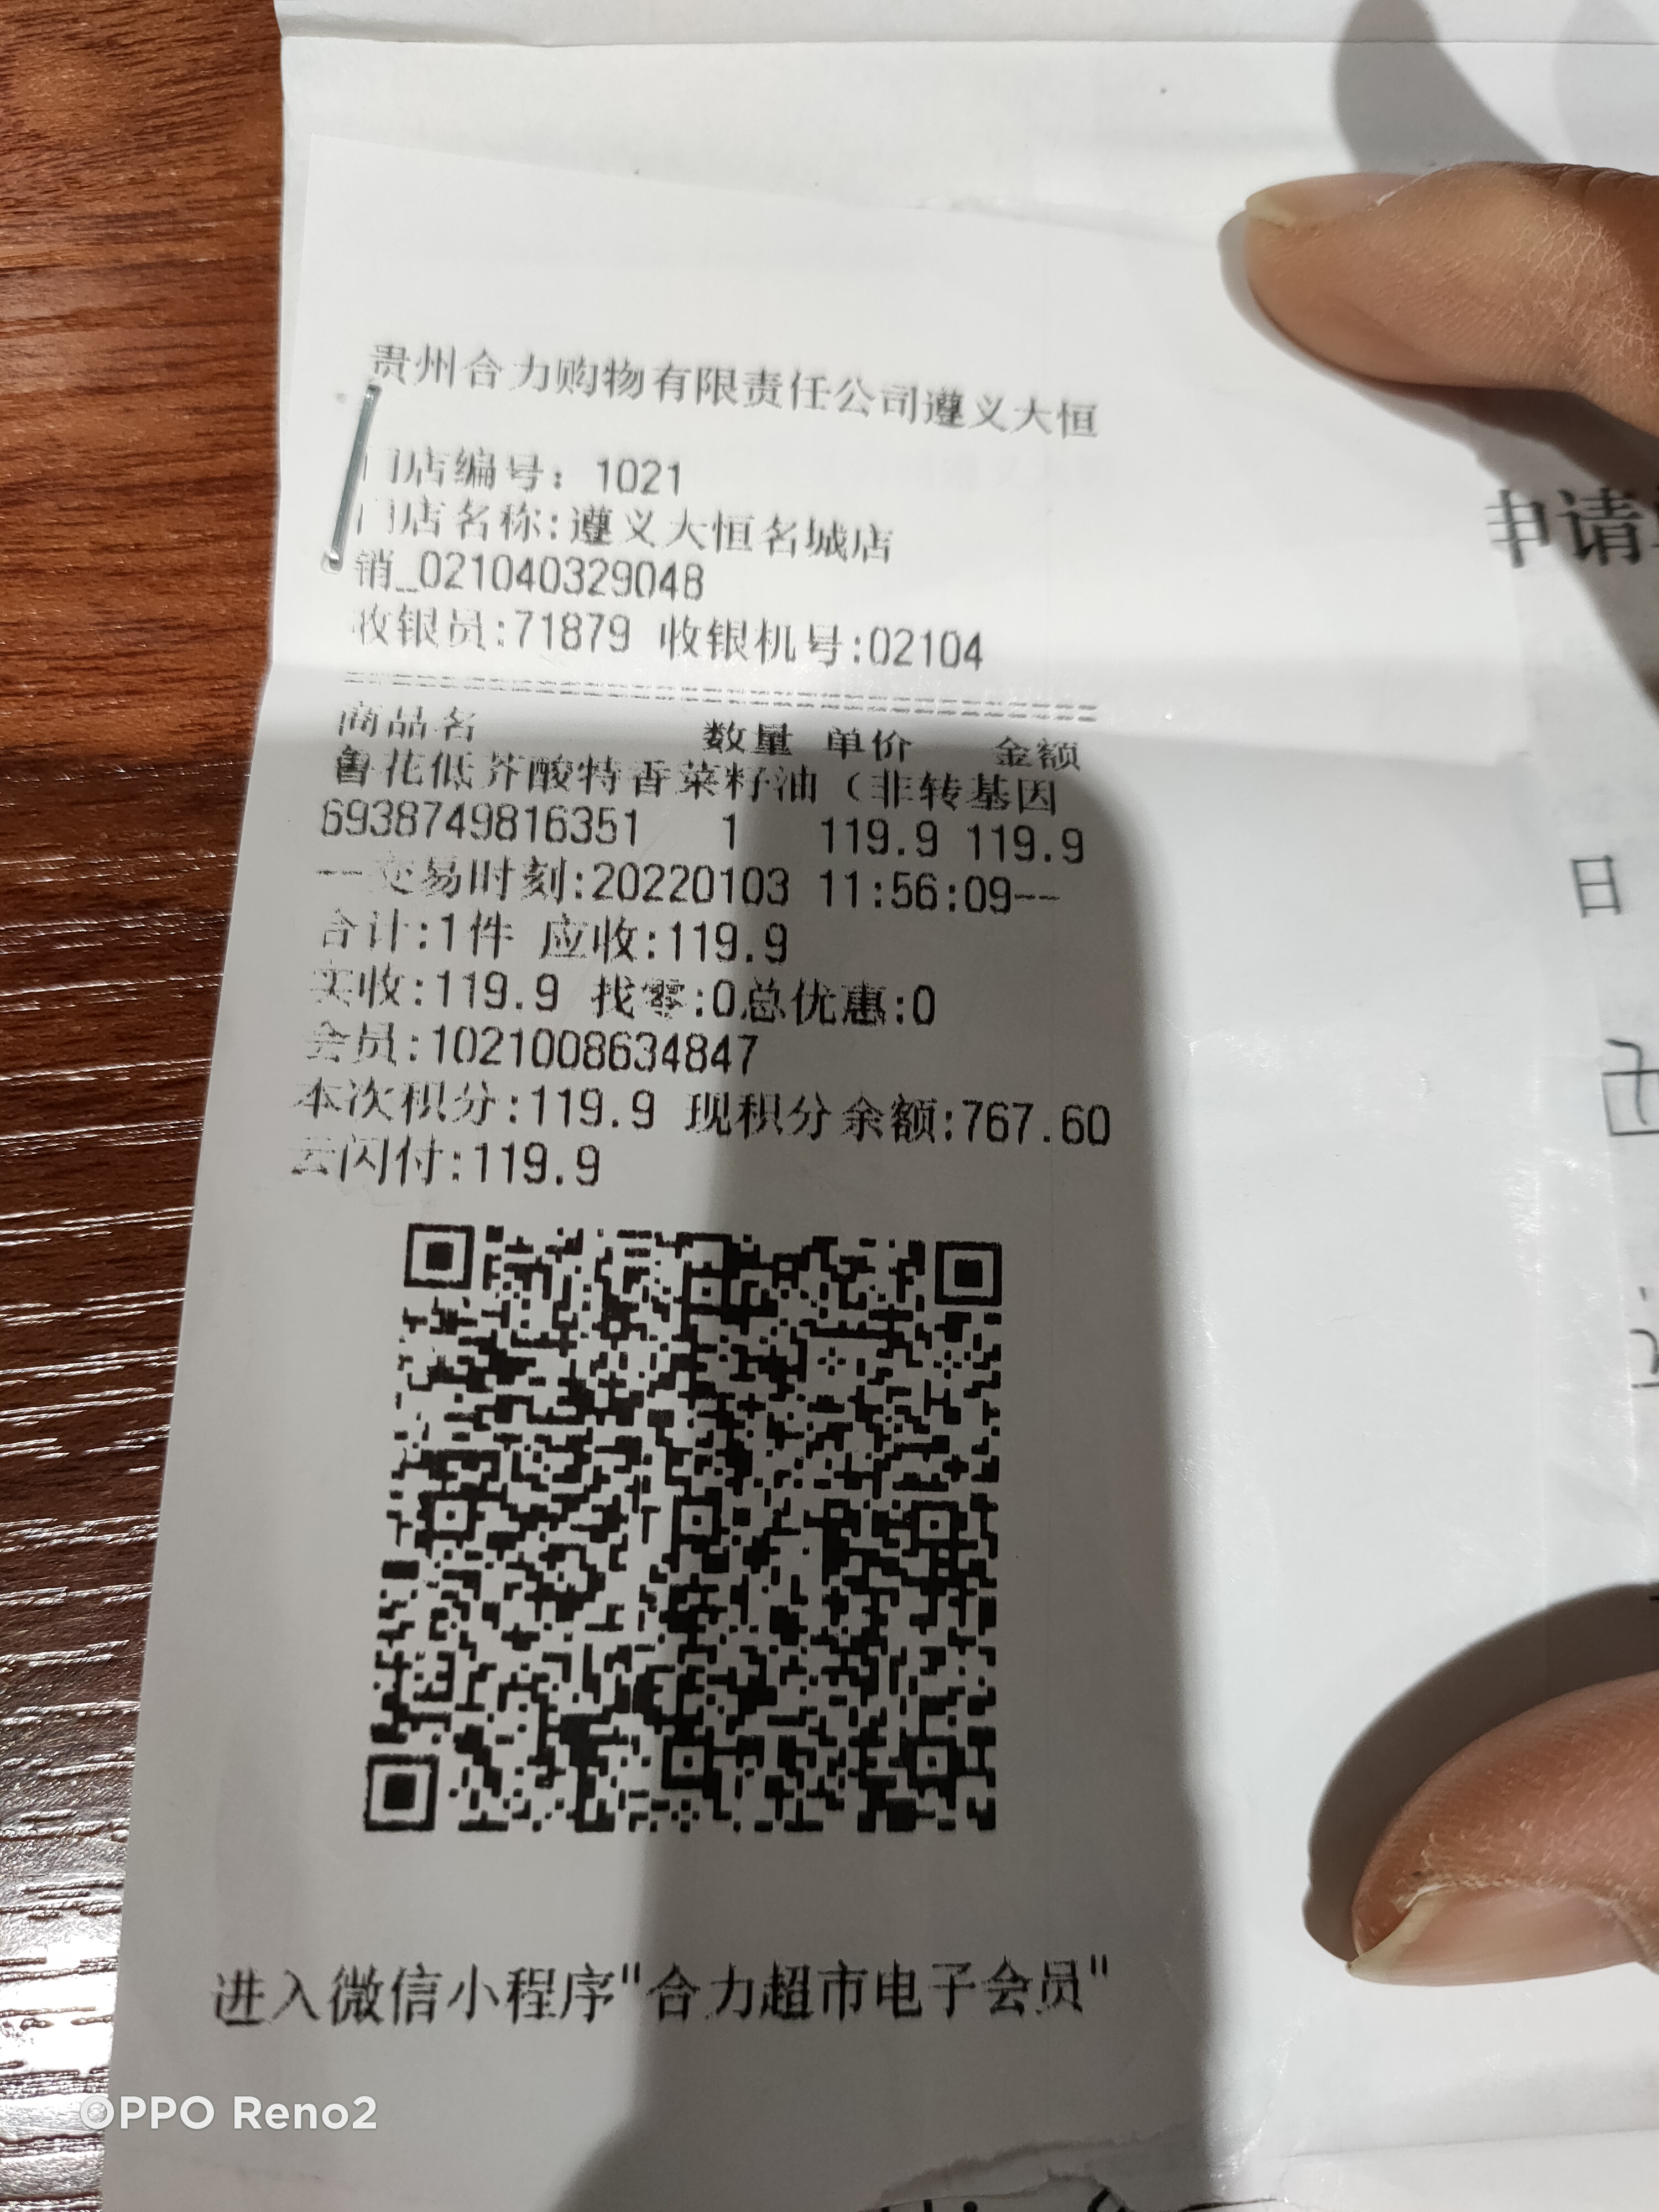 贵州合力购物有限责任公司遵义大恒
门店编号：1021
门店名称:遵义大恒名城店
销_021040329048
收银员:71879 收银机号:02104
商品名 数量 单价 金额
鲁花低芥酸特香菜籽油（非转基因
6938749816351 1 119.9 119.9
--交易时刻:20220103 11:56:09--
合计:1件 应收:119.9
实收:119.9 找零:0总优惠:0
会员:1021008634847
本次积分:119.9 现积分余额:767.60
云闪付:119.9
进入微信小程序"合力超市电子会员"
申请
日
OPPO Reno2